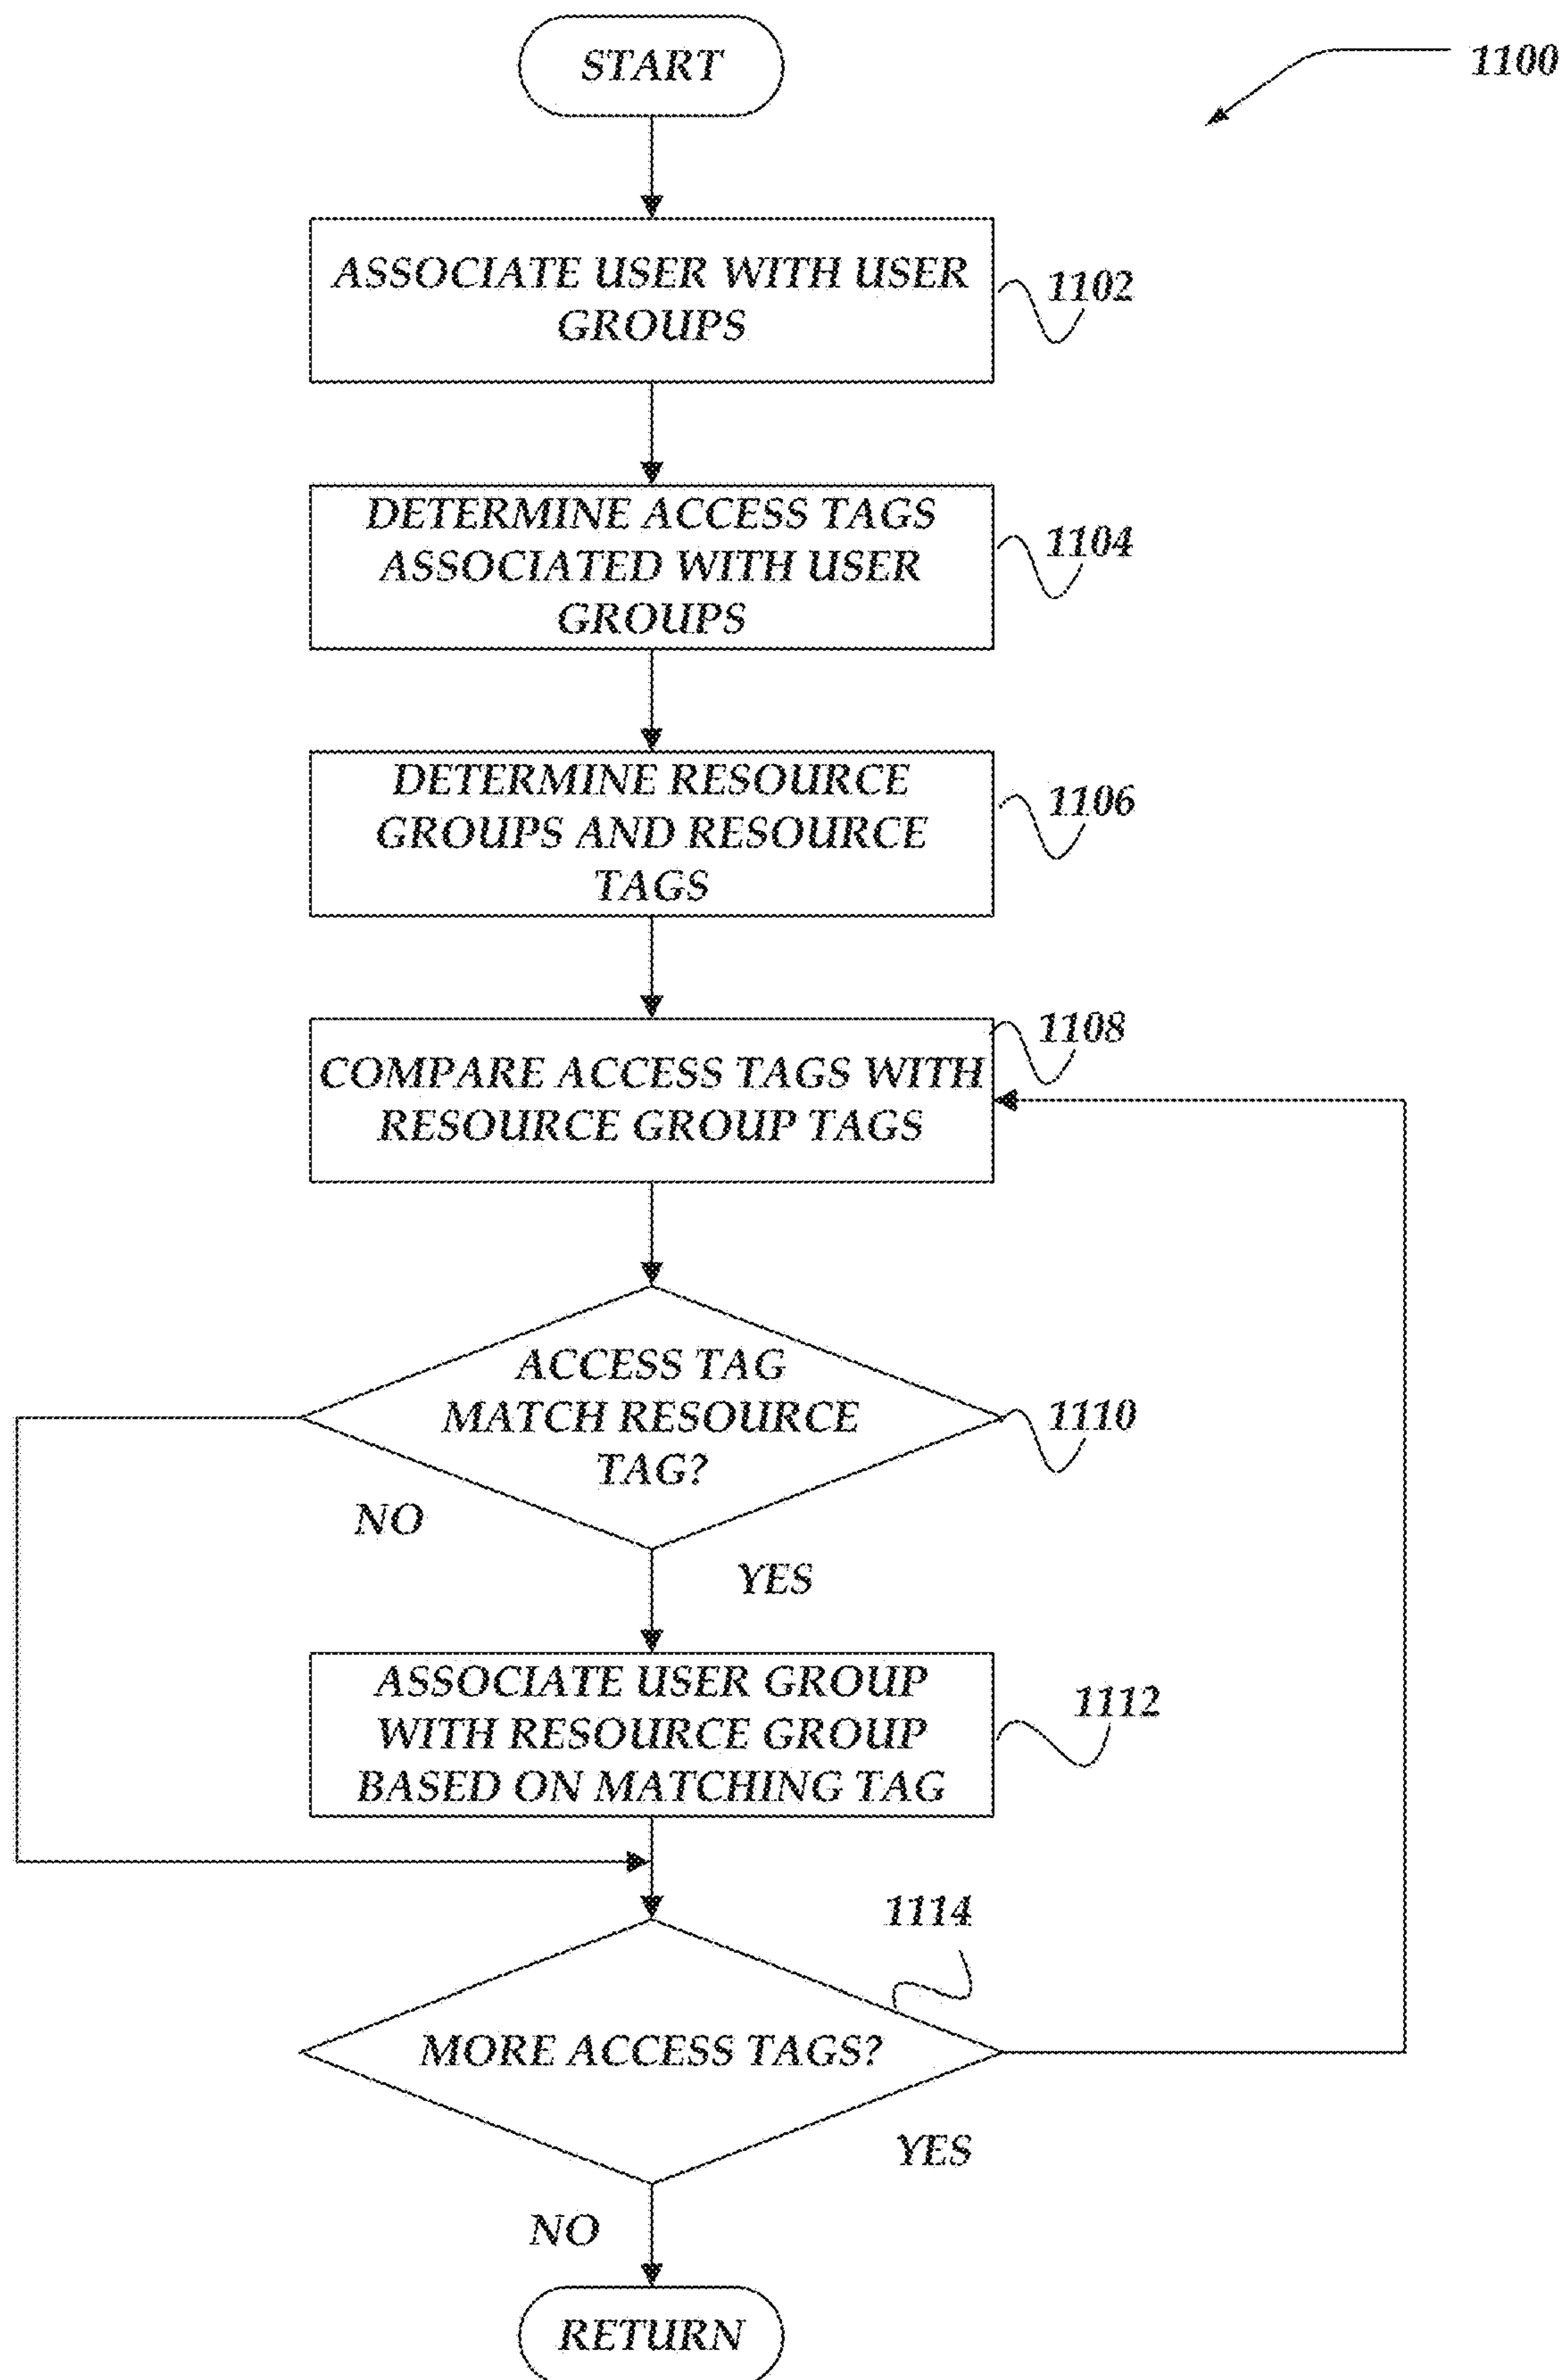 START
1100
ASSOCIATE USER WITH USER
GROUPS
1102
DETERMINE ACCESS TAGS
ASSOCIATED WITH USER
GROUPS
1104
DETERMINE RESOURCE
GROUPS AND RESOURCE
TAGS
1106
COMPARE ACCESS TAGS WITH
RESOURCE GROUP TAGS
1108
ACCESS TAG
MATCH RESOURCE
TAG?
1110
NO
YES
ASSOCIATE USER GROUP
WITH RESOURCE GROUP
BASED ON MATCHING TAG
1112
1114
MORE ACCESS TAGS?
YES
NO
RETURN